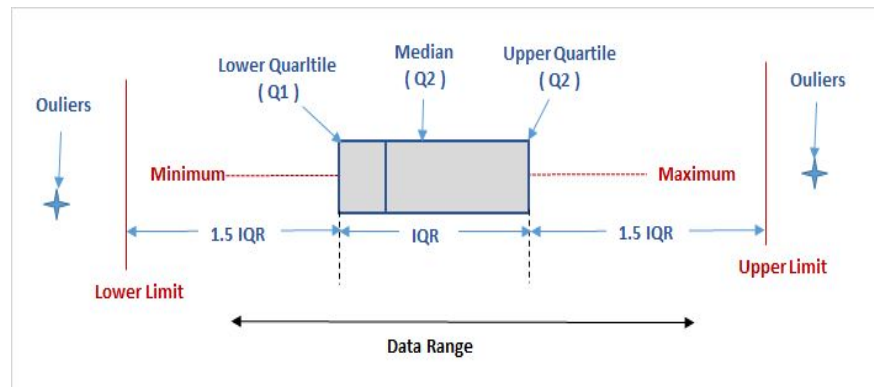 Median
( Q2 )
Lower Quarltile
( Q1 )
Upper Quartile
( Q2 )
Ouliers
Ouliers
Minimum
Maximum
1.5 IQR
IQR
1.5 IQR
Lower Limit
Upper Limit
Data Range